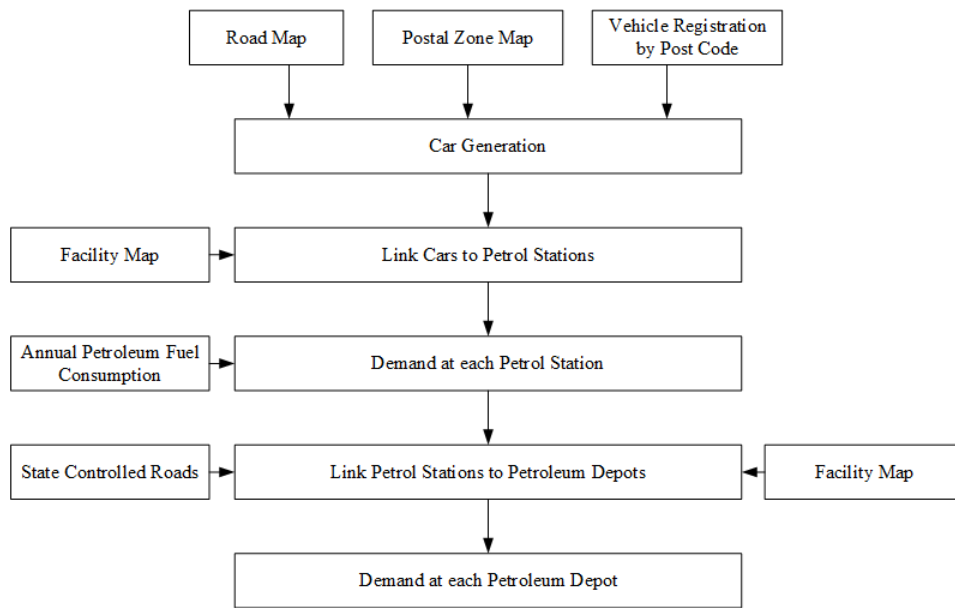 Road Map
Postal Zone Map
Vehicle Registration
by Post Code
Car Generation
Facility Map
Link Cars to Petrol Stations
Annual Petroleum Fuel
Consumption
Demand at each Petrol Station
State Controlled Roads
Link Petrol Stations to Petroleum Depots
Facility Map
Demand at each Petroleum Depot